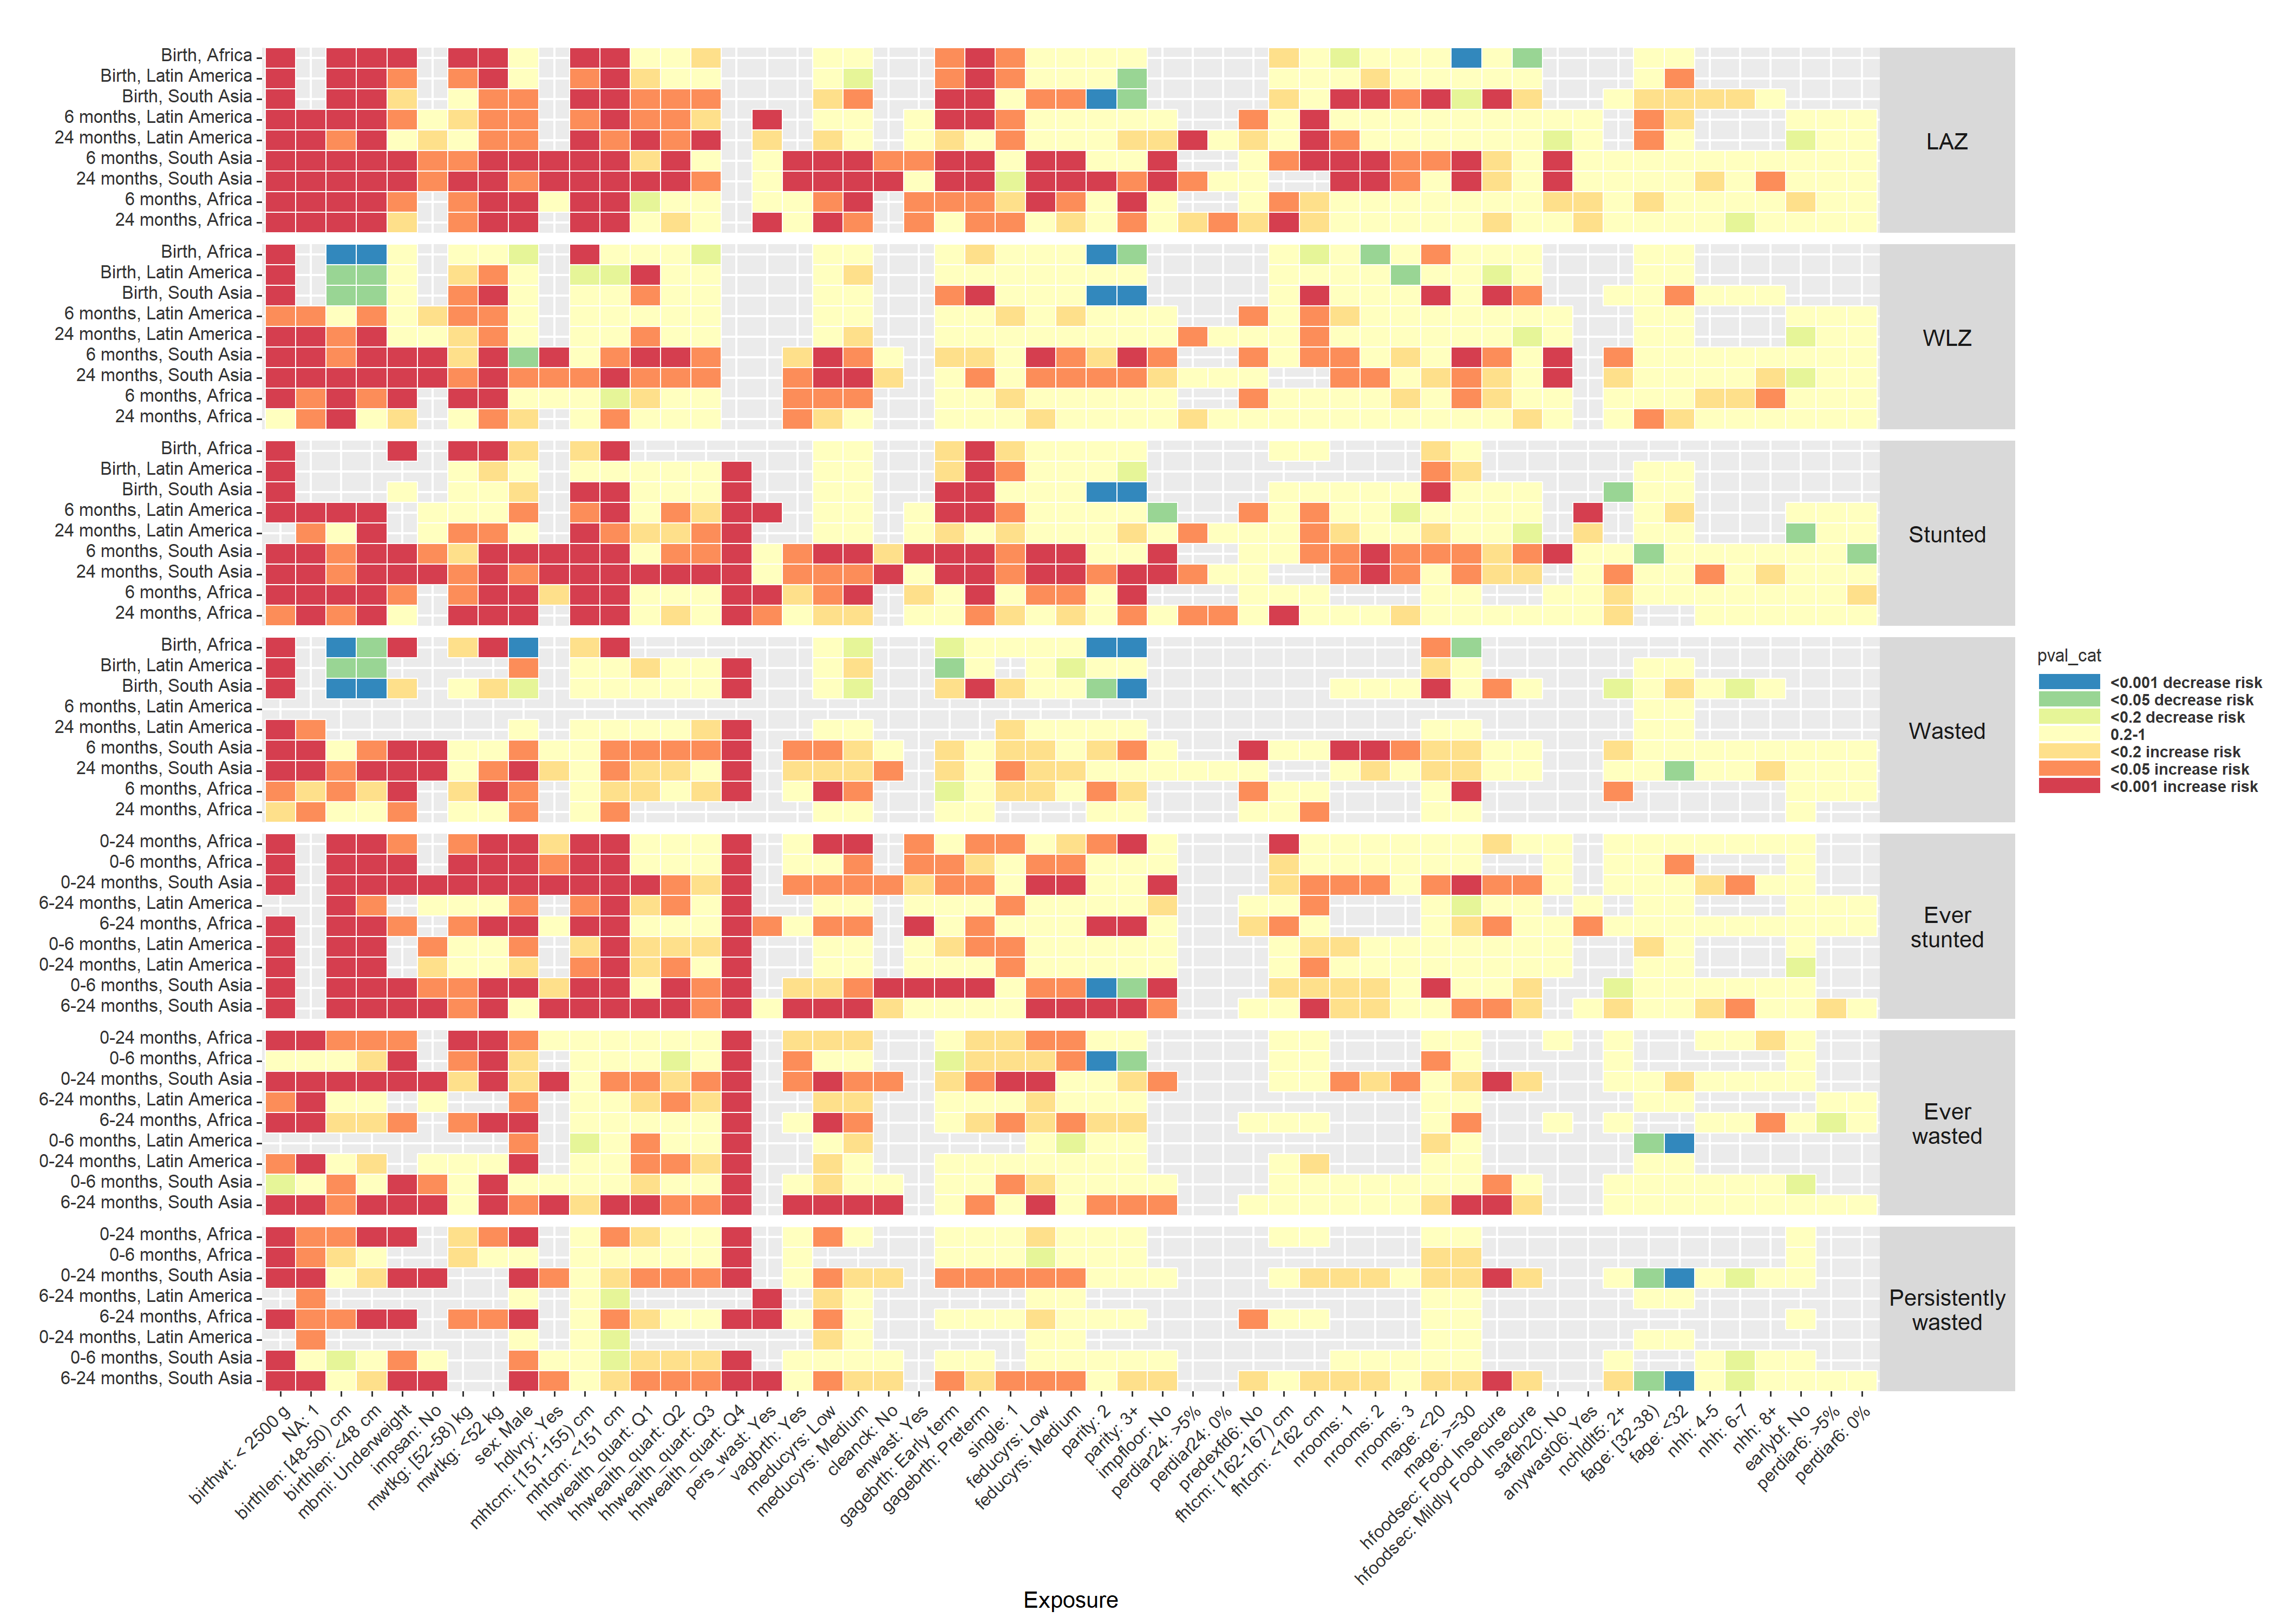 Birth, Africa
Birth, Latin America
Birth, South Asia
6 months, Latin America
24 months, Latin America
6 months, South Asia
24 months, South Asia
6 months, Africa
24 months, Africa
LAZ
Birth, Africa
Birth, Latin America
Birth, South Asia
6 months, Latin America
24 months, Latin America
6 months, South Asia
24 months, South Asia
6 months, Africa
24 months, Africa
WLZ
Birth, Africa
Birth, Latin America
Birth, South Asia
6 months, Latin America
24 months, Latin America
6 months, South Asia
24 months, South Asia
6 months, Africa
24 months, Africa
Stunted
Birth, Africa
Birth, Latin America
Birth, South Asia
6 months, Latin America
24 months, Latin America
6 months, South Asia
24 months, South Asia
6 months, Africa
24 months, Africa
Wasted
0-24 months, Africa
0-6 months, Africa
0-24 months, South Asia
6-24 months, Latin America
6-24 months, Africa
0-6 months, Latin America
0-24 months, Latin America
0-6 months, South Asia
6-24 months, South Asia
Ever
stunted
0-24 months, Africa
0-6 months, Africa
0-24 months, South Asia
6-24 months, Latin America
6-24 months, Africa
0-6 months, Latin America
0-24 months, Latin America
0-6 months, South Asia
6-24 months, South Asia
Ever
wasted
0-24 months, Africa
0-6 months, Africa
0-24 months, South Asia
6-24 months, Latin America
6-24 months, Africa
0-24 months, Latin America
0-6 months, South Asia
6-24 months, South Asia
Persistently
wasted
birthwt: < 2500 g
NA: 1
birthlen: [48-50) cm
birthlen: <48 cm
mbmi: Underweight
impsan: No
mwtkg: [52-58) kg
mwtkg: <52 kg
sex: Male
hdlvry: Yes
mhtcm: [151-155) cm
mhtcm: <151 cm
hhwealth_quart: Q1
hhwealth_quart: Q2
hhwealth_quart: Q3
hhwealth_quart: Q4
pers_wast: Yes
vagbrth: Yes
meducyrs: Low
meducyrs: Medium
cleanck: No
enwast: Yes
gagebrth: Early term
gagebrth: Preterm
single: 1
feducyrs: Low
feducyrs: Medium
parity: 2
parity: 3+
impfloor: No
perdiar24: >5%
perdiar24: 0%
predexfd6: No
fhtcm: [162-167) cm
fhtcm: <162 cm
nrooms: 1
nrooms: 2
nrooms: 3
mage: <20
mage: >=30
hfoodsec: Food Insecure
hfoodsec: Mildly Food Insecure
safeh20: No
anywast06: Yes
nchldlt5: 2+
fage: [32-38)
fage: <32
nhh: 4-5
nhh: 6-7
nhh: 8+
earlybf: No
perdiar6: >5%
perdiar6: 0%
Exposure
pval_cat
<0.001 decrease risk
<0.05 decrease risk
<0.2 decrease risk
0.2-1
<0.2 increase risk
<0.05 increase risk
<0.001 increase risk